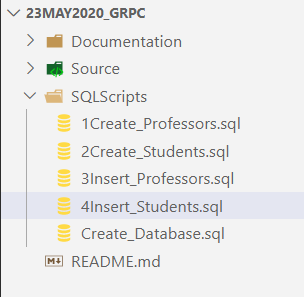 23MAY2020_GRPC
Documentation
Source
SQLScripts
1Create_Professors.sql
2Create_Students.sql
3Insert_Professors.sql
4Insert_Students.sql
Create_Database.sql
README.md